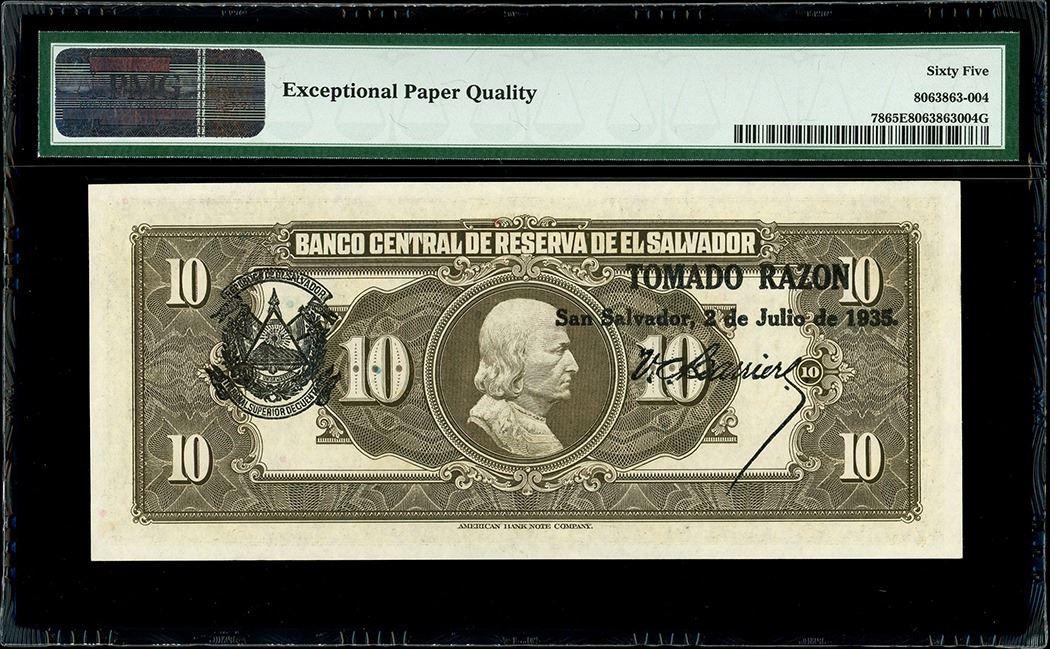 PMG
Exceptional Paper Quality
Sixty Five
8063863-004
7865E8063863004G
BANCO CENTRAL DE RESERVA DE EL SALVADOR
10
10
TOMADO RAZON
San Salvador, 2 de Julio de 1935.
10
10
10
10
10
AMERICAN BANK NOTE COMPANY.